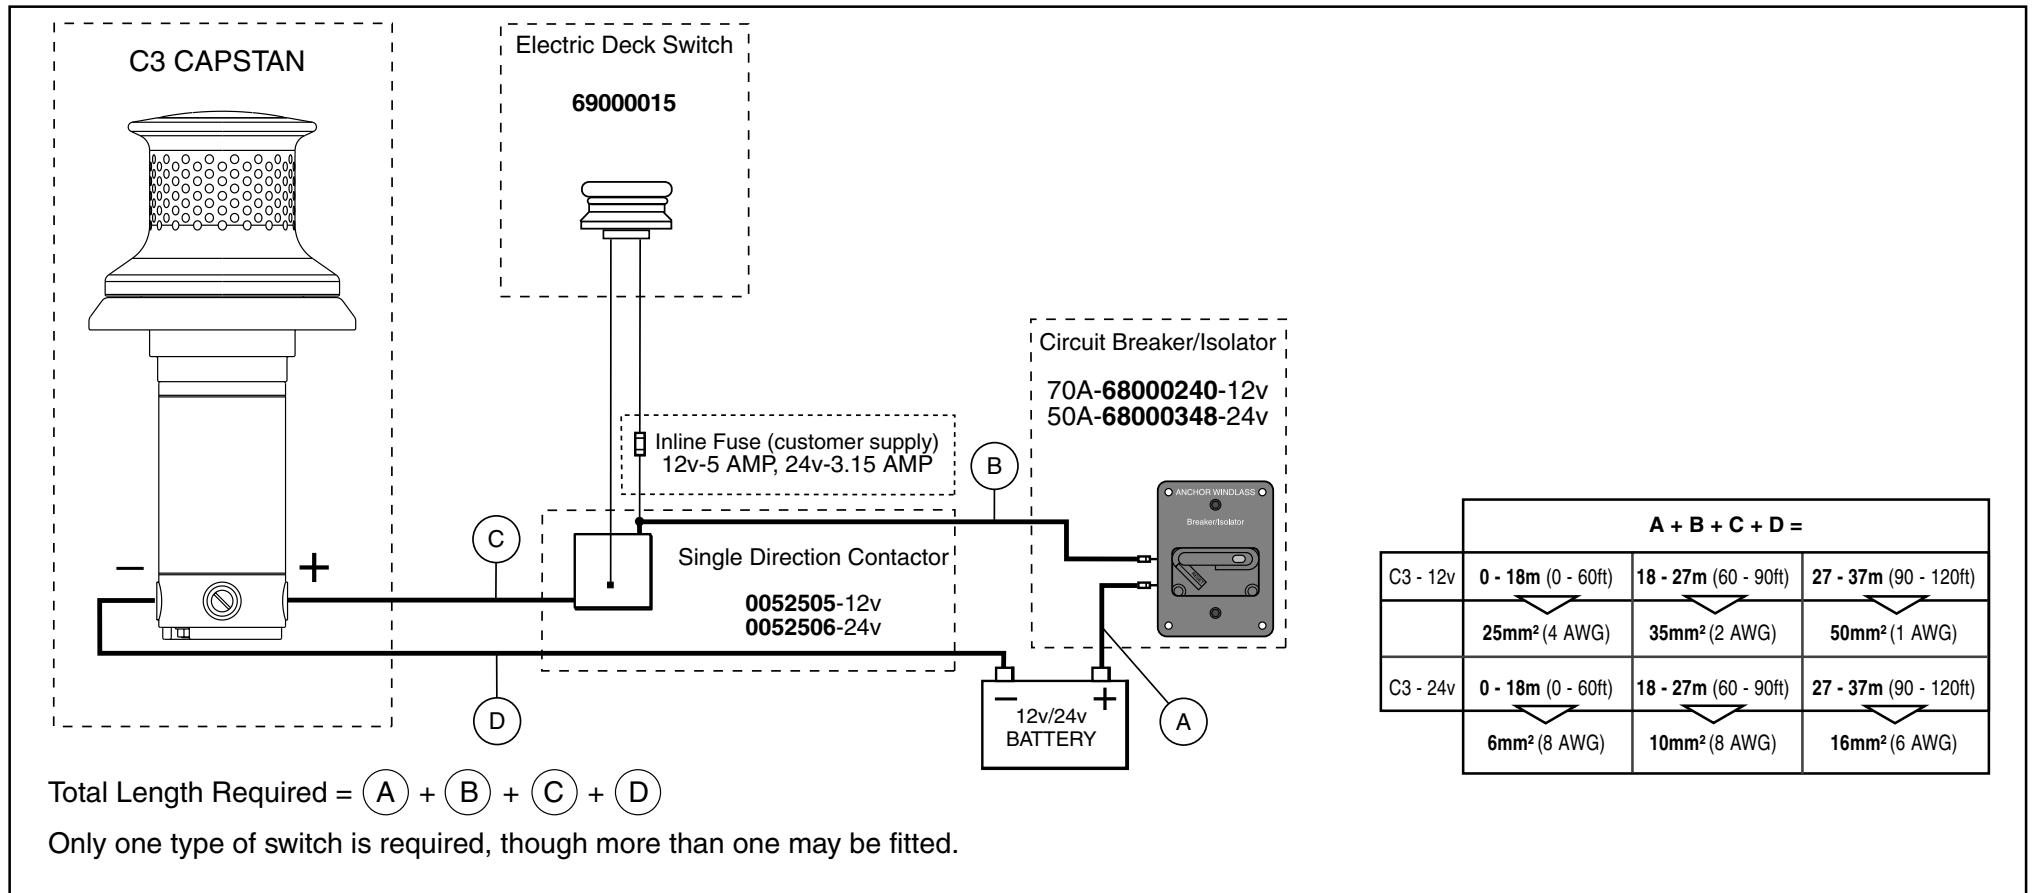 C3 CAPSTAN
− +
Electric Deck Switch
69000015
Inline Fuse (customer supply)
12v-5 AMP, 24v-3.15 AMP
Single Direction Contactor
0052505-12v
0052506-24v
Circuit Breaker/Isolator
70A-68000240-12v
50A-68000348-24v
ANCHOR WINDLASS
Breaker/Isolator
RESET
B
C
D
A
− +
12v/24v
BATTERY
A + B + C + D =
C3 - 12v 0 - 18m (0 - 60ft) 18 - 27m (60 - 90ft) 27 - 37m (90 - 120ft)
25mm² (4 AWG) 35mm² (2 AWG) 50mm² (1 AWG)
C3 - 24v 0 - 18m (0 - 60ft) 18 - 27m (60 - 90ft) 27 - 37m (90 - 120ft)
6mm² (8 AWG) 10mm² (8 AWG) 16mm² (6 AWG)
Total Length Required = A + B + C + D
Only one type of switch is required, though more than one may be fitted.